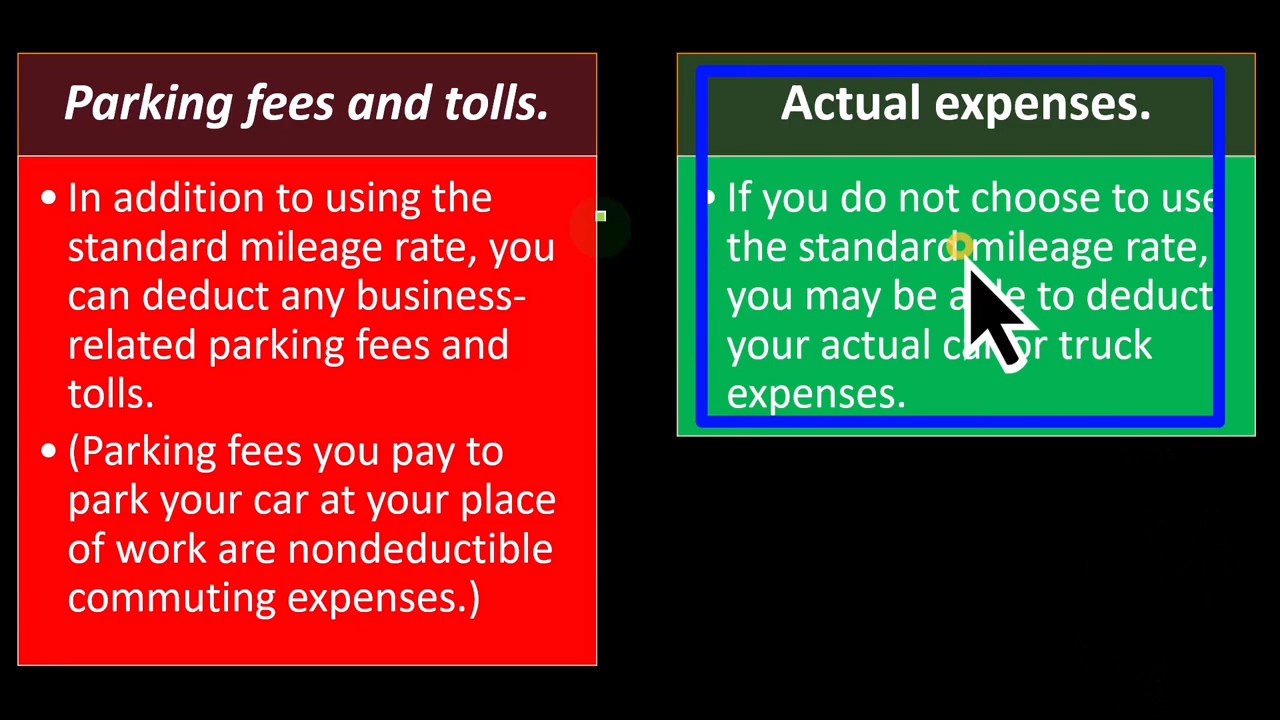 Parking fees and tolls.
• In addition to using the
standard mileage rate, you
can deduct any business-
related parking fees and
tolls.
• (Parking fees you pay to
park your car at your place
of work are nondeductible
commuting expenses.)
Actual expenses.
• If you do not choose to use
the standard mileage rate,
you may be able to deduct
your actual car or truck
expenses.